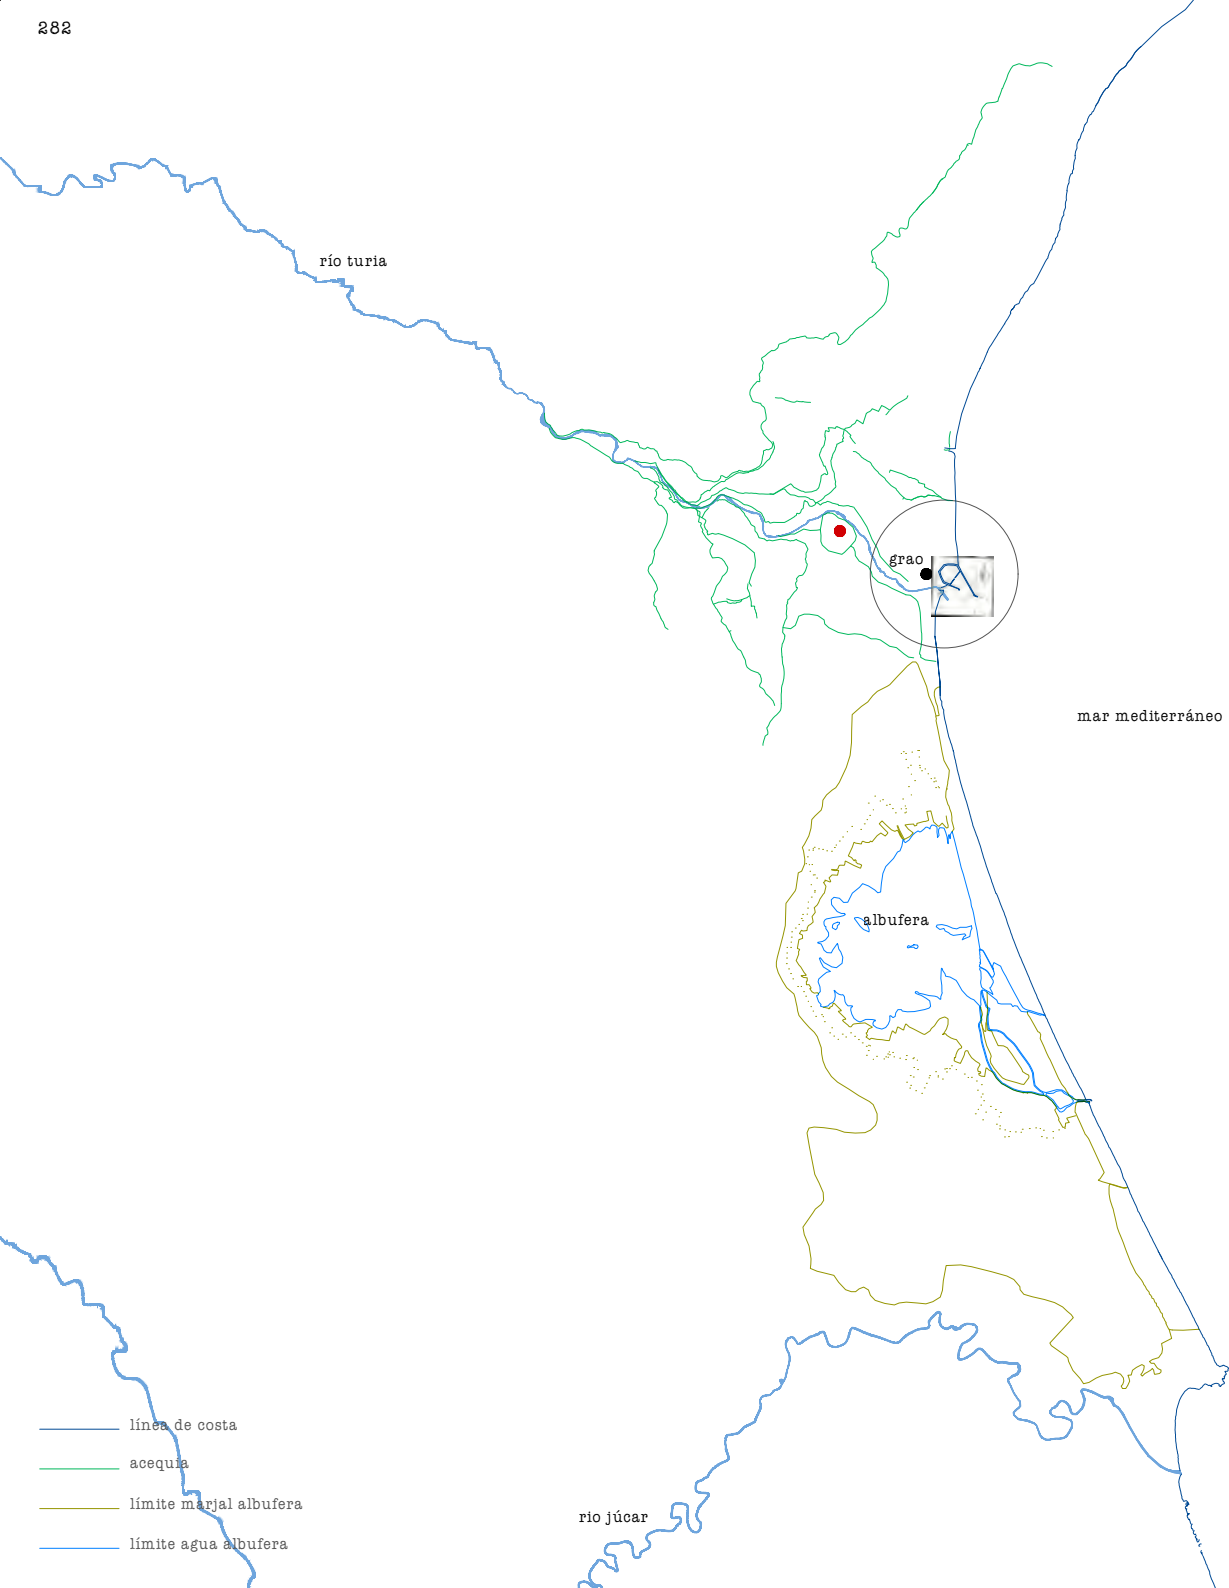 282
río turia
grao
mar mediterráneo
albufera
línea de costa
acequia
límite marjal albufera
límite agua albufera
rio júcar